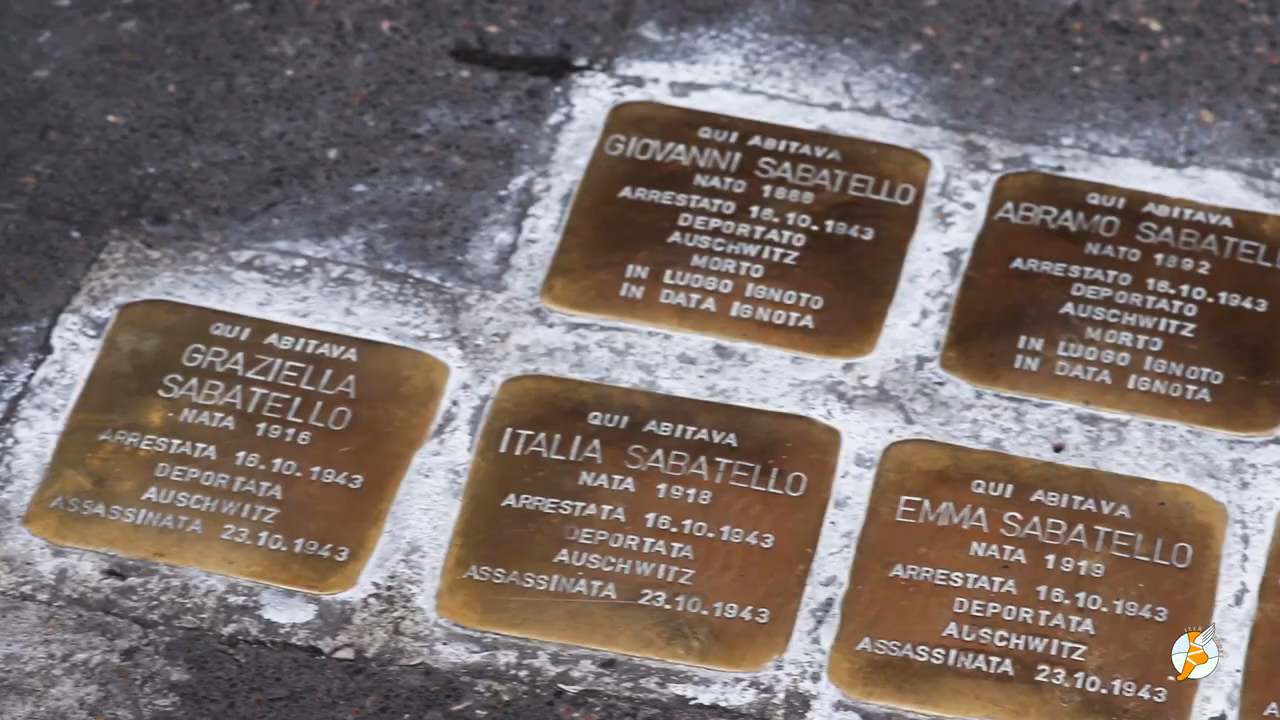 QUI ABITAVA
GIOVANNI SABATELLO
NATO 1888
ARRESTATO 16.10.1943
DEPORTATO
AUSCHWITZ
MORTO
IN LUOGO IGNOTO
IN DATA IGNOTA
QUI ABITAVA
ABRAMO SABATELL
NATO 1892
ARRESTATO 16.10.1943
DEPORTATO
AUSCHWITZ
MORTO
IN LUOGO IGNOTO
IN DATA IGNOTA
QUI ABITAVA
GRAZIELLA
SABATELLO
NATA 1916
ARRESTATA 16.10.1943
DEPORTATA
AUSCHWITZ
ASSASSINATA 23.10.1943
QUI ABITAVA
ITALIA SABATELLO
NATA 1918
ARRESTATA 16.10.1943
DEPORTATA
AUSCHWITZ
ASSASSINATA 23.10.1943
QUI ABITAVA
EMMA SABATELLO
NATA 1919
ARRESTATA 16.10.1943
DEPORTATA
AUSCHWITZ
ASSASSINATA 23.10.1943